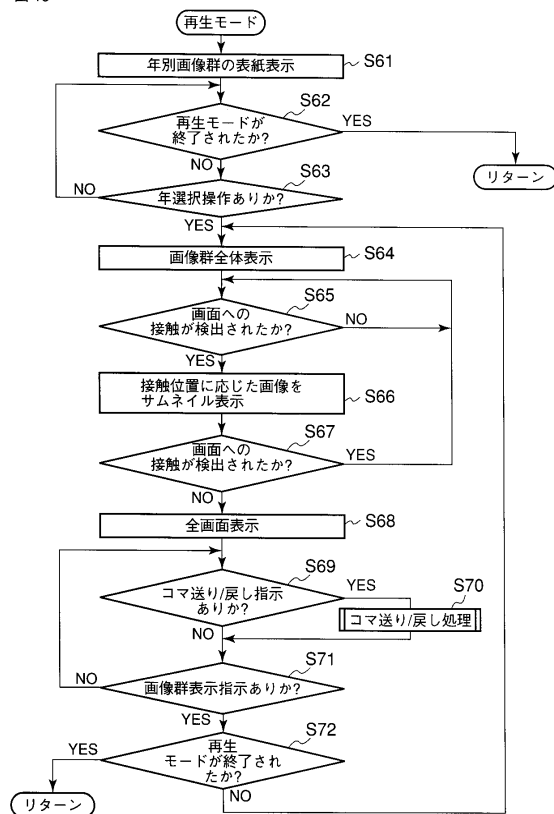 再生モード
年別画像群の表紙表示
S61
S62
再生モードが
終了されたか?
YES
リターン
NO
S63
年選択操作ありか?
NO
YES
画像群全体表示
S64
S65
画面への
接触が検出されたか?
NO
YES
接触位置に応じた画像を
サムネイル表示
S66
S67
画面への
接触が検出されたか?
YES
NO
全画面表示
S68
S69
コマ送り/戻し指示
ありか?
YES
S70
コマ送り/戻し処理
NO
S71
画像群表示指示ありか?
NO
YES
S72
再生
モードが終了され
たか?
YES
リターン
NO